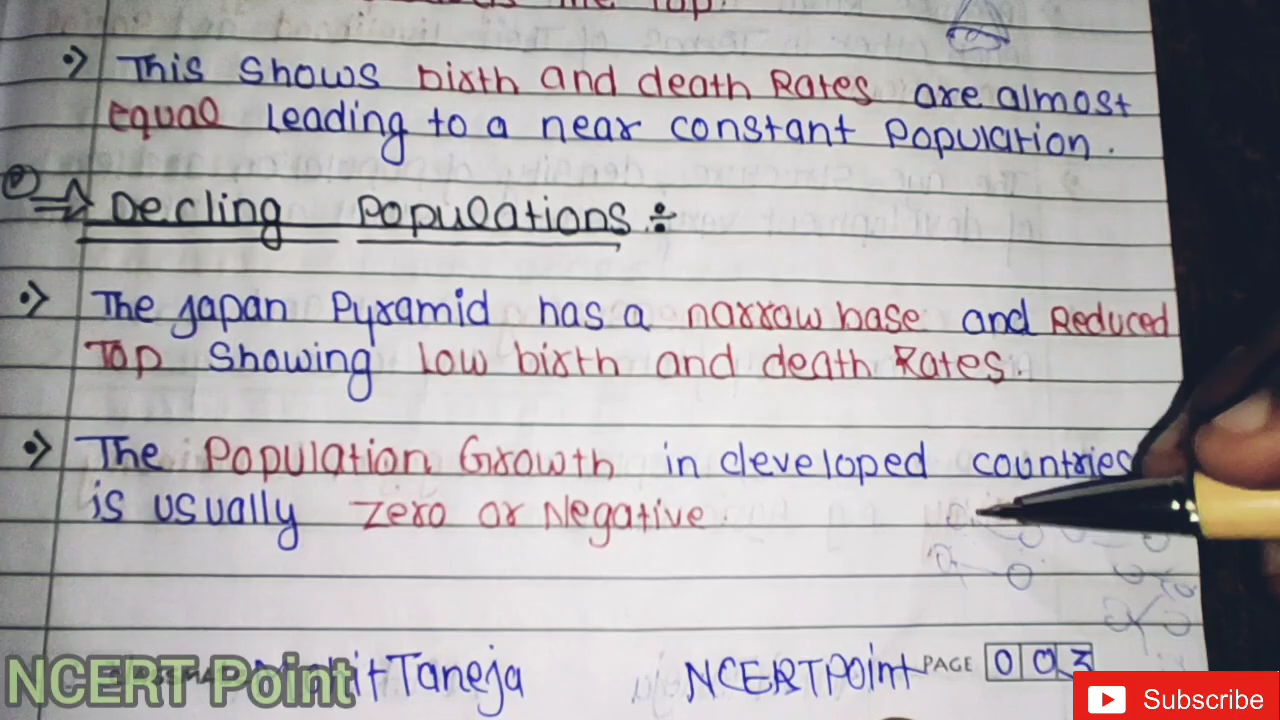 the Top.
•> This shows birth and death Rates are almost
equal leading to a near constant Population.
⇒ Decling Populations ÷
•> The Japan Pyramid has a narrow base and Reduced
Top showing low birth and death Rates.
•> The Population Growth in developed countries
is usually zero or Negative.
NCERT Point Taneja NCERTPoint PAGE 003
Subscribe